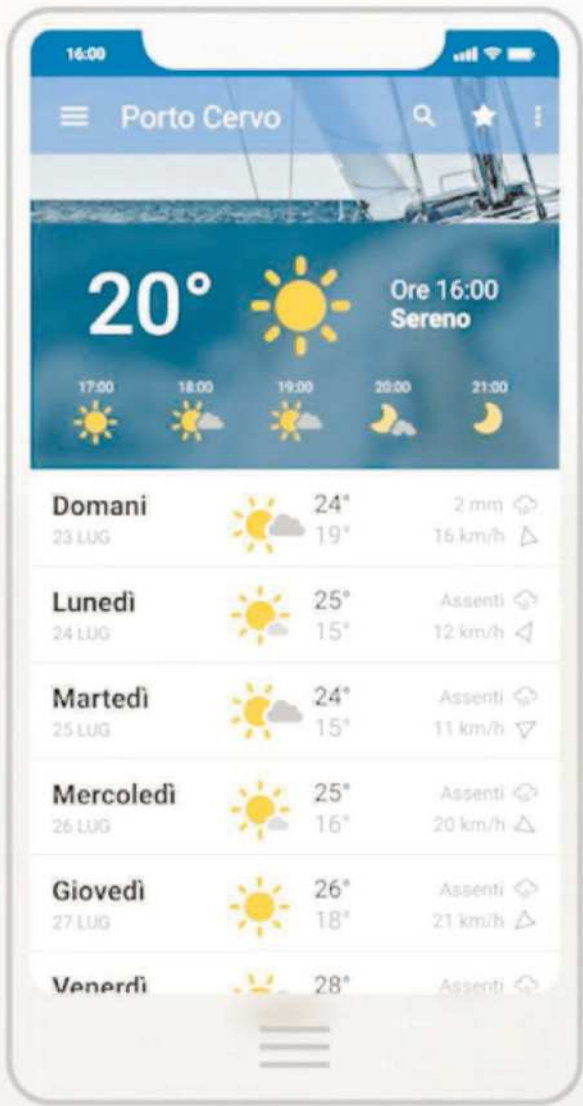 16:00
Porto Cervo
20°
Ore 16:00
Sereno
17:00 18:00 19:00 20:00 21:00
Domani 24° 2 mm
23 LUG 19° 16 km/h
Lunedì 25° Assenti
24 LUG 15° 12 km/h
Martedì 24° Assenti
25 LUG 15° 11 km/h
Mercoledì 25° Assenti
26 LUG 16° 20 km/h
Giovedì 26° Assenti
27 LUG 18° 21 km/h
Venerdì 28° Assenti